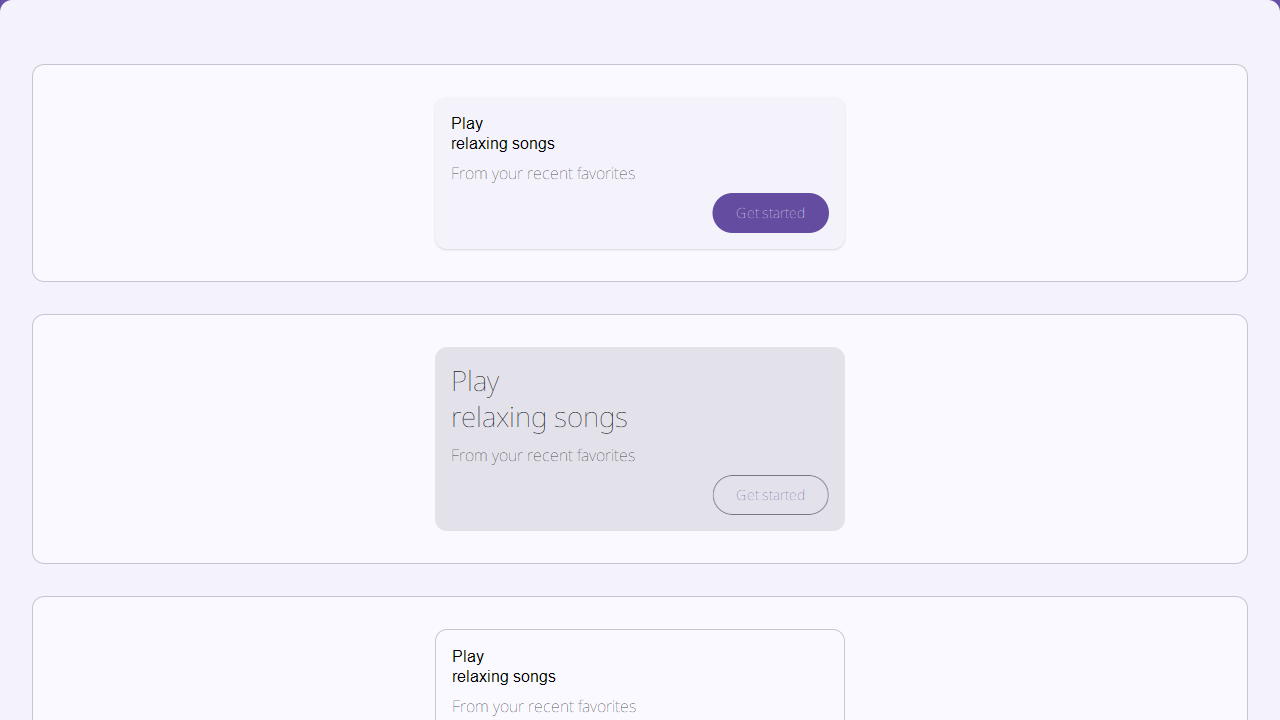 Play
relaxing songs
From your recent favorites
Get started
Play
relaxing songs
From your recent favorites
Get started
Play
relaxing songs
From your recent favorites